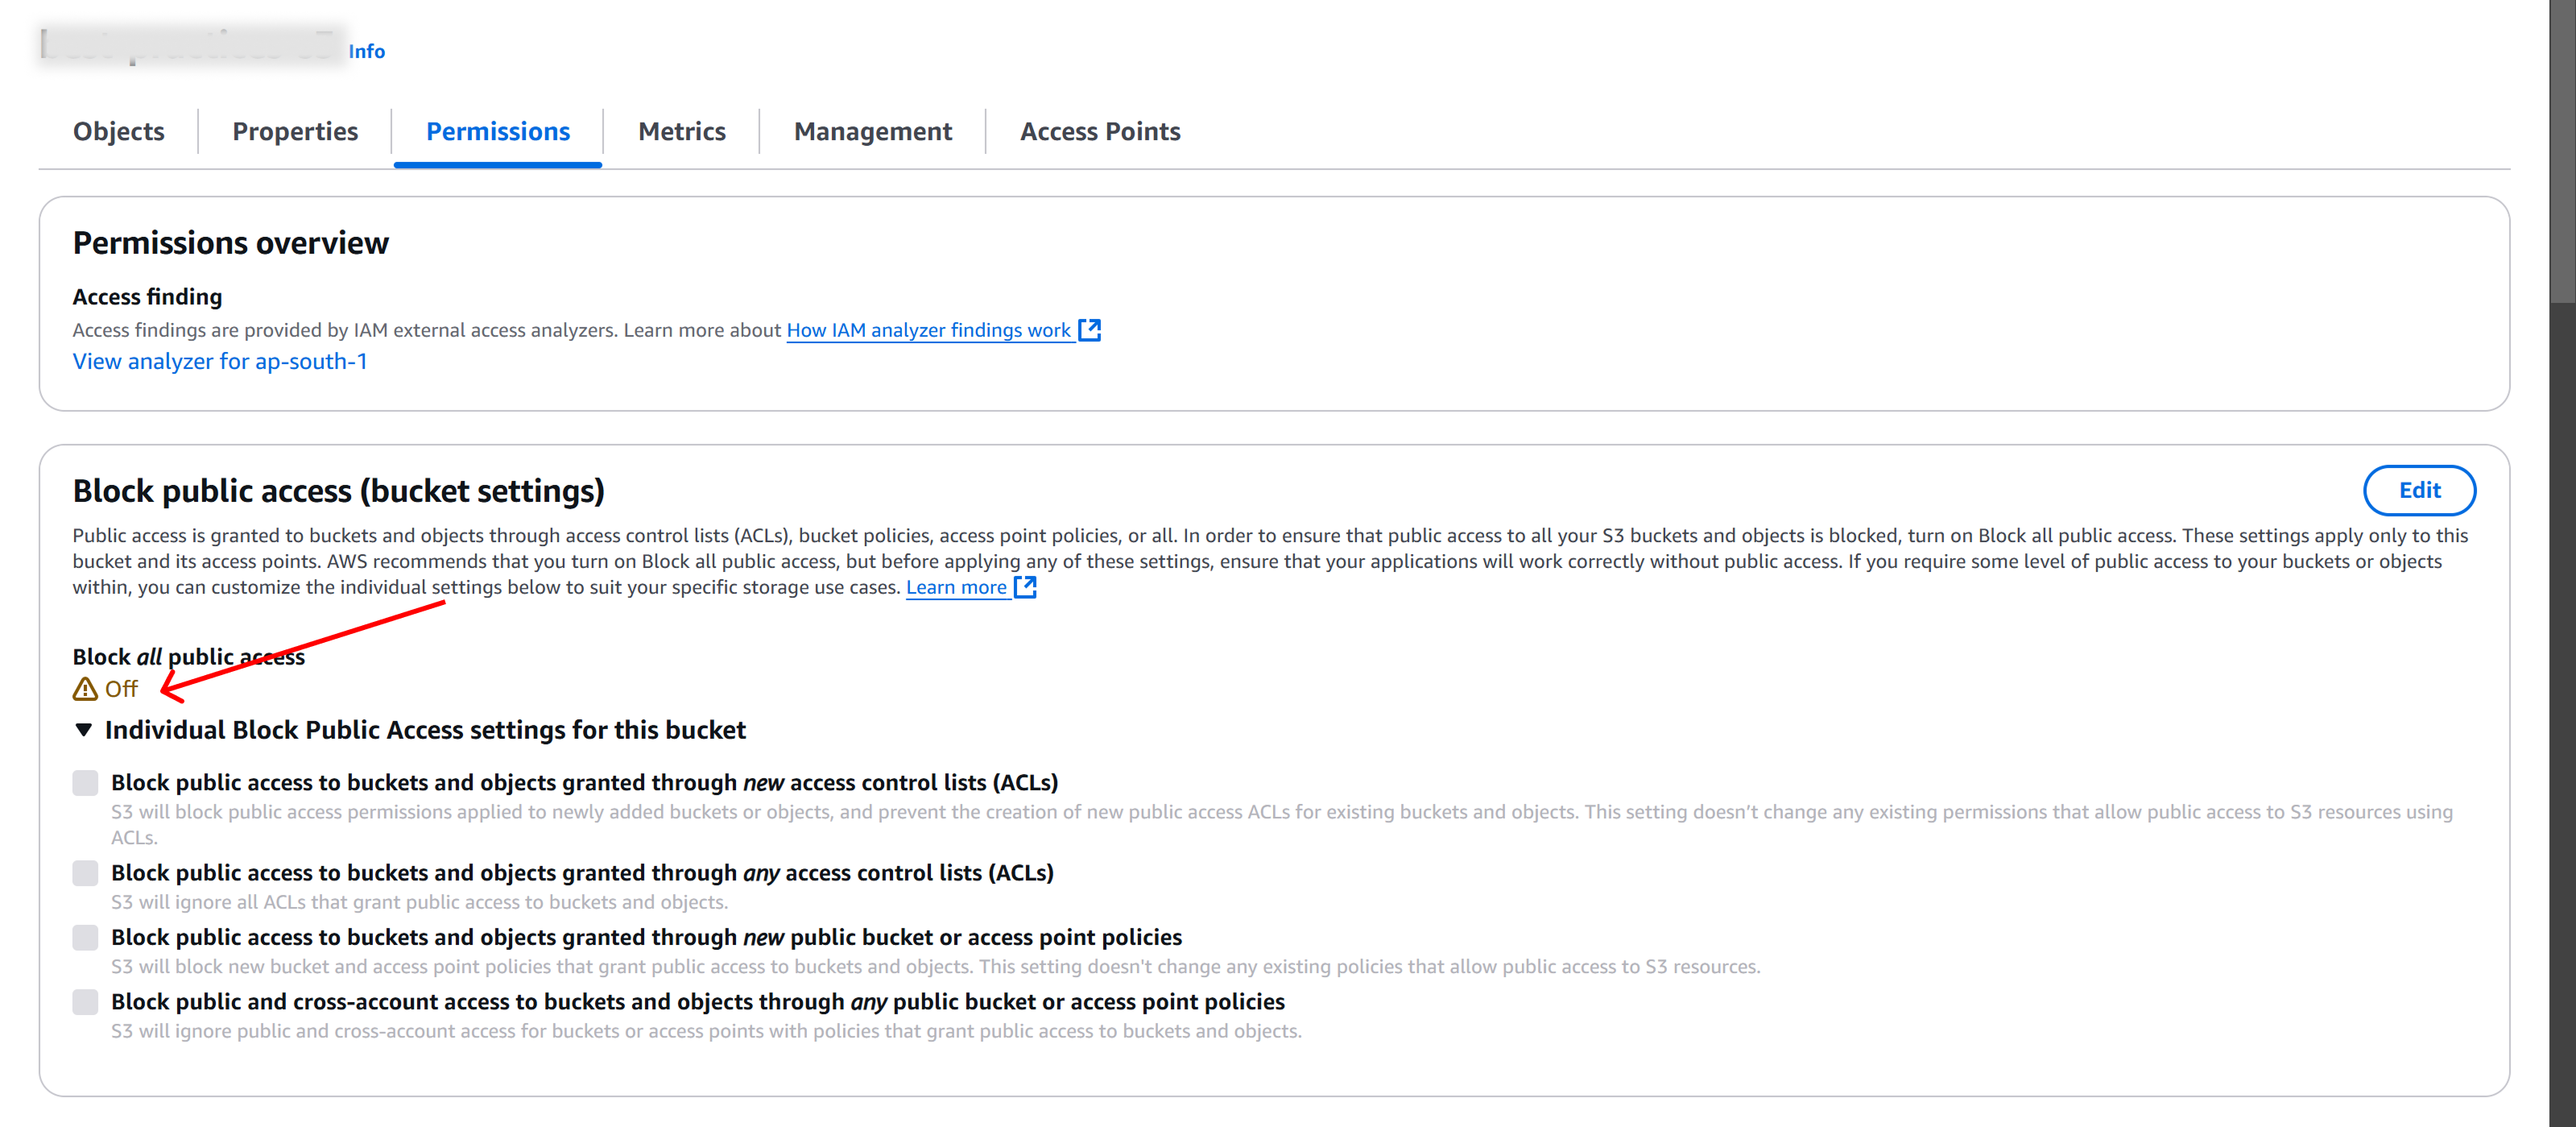 Info
Objects
Properties
Permissions
Metrics
Management
Access Points
Permissions overview
Access finding
Access findings are provided by IAM external access analyzers. Learn more about How IAM analyzer findings work
View analyzer for ap-south-1
Block public access (bucket settings)
Edit
Public access is granted to buckets and objects through access control lists (ACLs), bucket policies, access point policies, or all. In order to ensure that public access to all your S3 buckets and objects is blocked, turn on Block all public access. These settings apply only to this
bucket and its access points. AWS recommends that you turn on Block all public access, but before applying any of these settings, ensure that your applications will work correctly without public access. If you require some level of public access to your buckets or objects
within, you can customize the individual settings below to suit your specific storage use cases. Learn more
Block all public access
Off
Individual Block Public Access settings for this bucket
Block public access to buckets and objects granted through new access control lists (ACLs)
S3 will block public access permissions applied to newly added buckets or objects, and prevent the creation of new public access ACLs for existing buckets and objects. This setting doesn't change any existing permissions that allow public access to S3 resources using
ACLs.
Block public access to buckets and objects granted through any access control lists (ACLs)
S3 will ignore all ACLs that grant public access to buckets and objects.
Block public access to buckets and objects granted through new public bucket or access point policies
S3 will block new bucket and access point policies that grant public access to buckets and objects. This setting doesn't change any existing policies that allow public access to S3 resources.
Block public and cross-account access to buckets and objects through any public bucket or access point policies
S3 will ignore public and cross-account access for buckets or access points with policies that grant public access to buckets and objects.